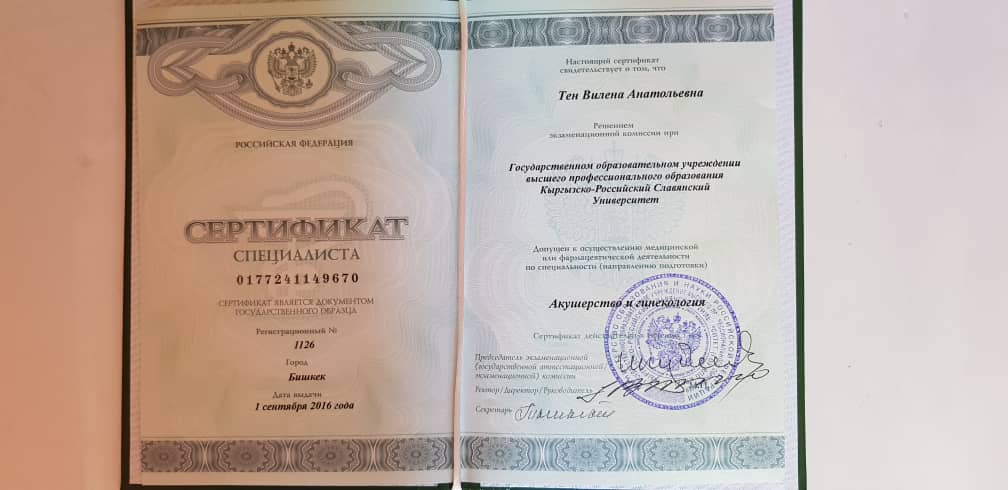 РОССИЙСКАЯ ФЕДЕРАЦИЯ
СЕРТИФИКАТ
СПЕЦИАЛИСТА
0177241149670
СЕРТИФИКАТ ЯВЛЯЕТСЯ ДОКУМЕНТОМ
ГОСУДАРСТВЕННОГО ОБРАЗЦА
Регистрационный №
1126
Город
Бишкек
Дата выдачи
1 сентября 2016 года
Настоящий сертификат
свидетельствует о том, что
Тен Вилена Анатольевна
Решением
экзаменационной комиссии при
Государственном образовательном учреждении
высшего профессионального образования
Кыргызско-Российский Славянский
Университет
Допущен к осуществлению медицинской
или фармацевтической деятельности
по специальности (направлению подготовки)
Акушерство и гинекология
Сертификат действителен
Председатель экзаменационной
(государственной аттестационной,
экзаменационной) комиссии
Ректор/Директор/Руководитель
Секретарь